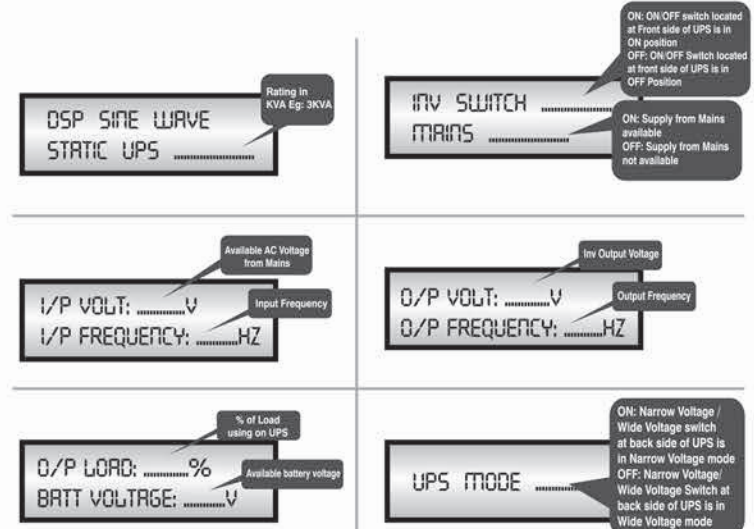 DSP SINE WAVE
STATIC UPS ....................
Rating in
KVA Eg: 3KVA
INV SWITCH ....................
MAINS ....................
ON: ON/OFF switch located
at Front side of UPS is in
ON position
OFF: ON/OFF Switch located
at front side of UPS is in
OFF Position
ON: Supply from Mains
available
OFF: Supply from Mains
not available
I/P VOLT: ............V
I/P FREQUENCY: ..........HZ
Available AC Voltage
from Mains
Input Frequency
O/P VOLT: ............V
O/P FREQUENCY: ..........HZ
Inv Output Voltage
Output Frequency
O/P LOAD: ...........%
BATT VOLTAGE: ..........V
% of Load
using on UPS
Available battery voltage
UPS MODE ............
ON: Narrow Voltage /
Wide Voltage switch
at back side of UPS is
in Narrow Voltage mode
OFF: Narrow Voltage/
Wide Voltage Switch at
back side of UPS is in
Wide Voltage mode